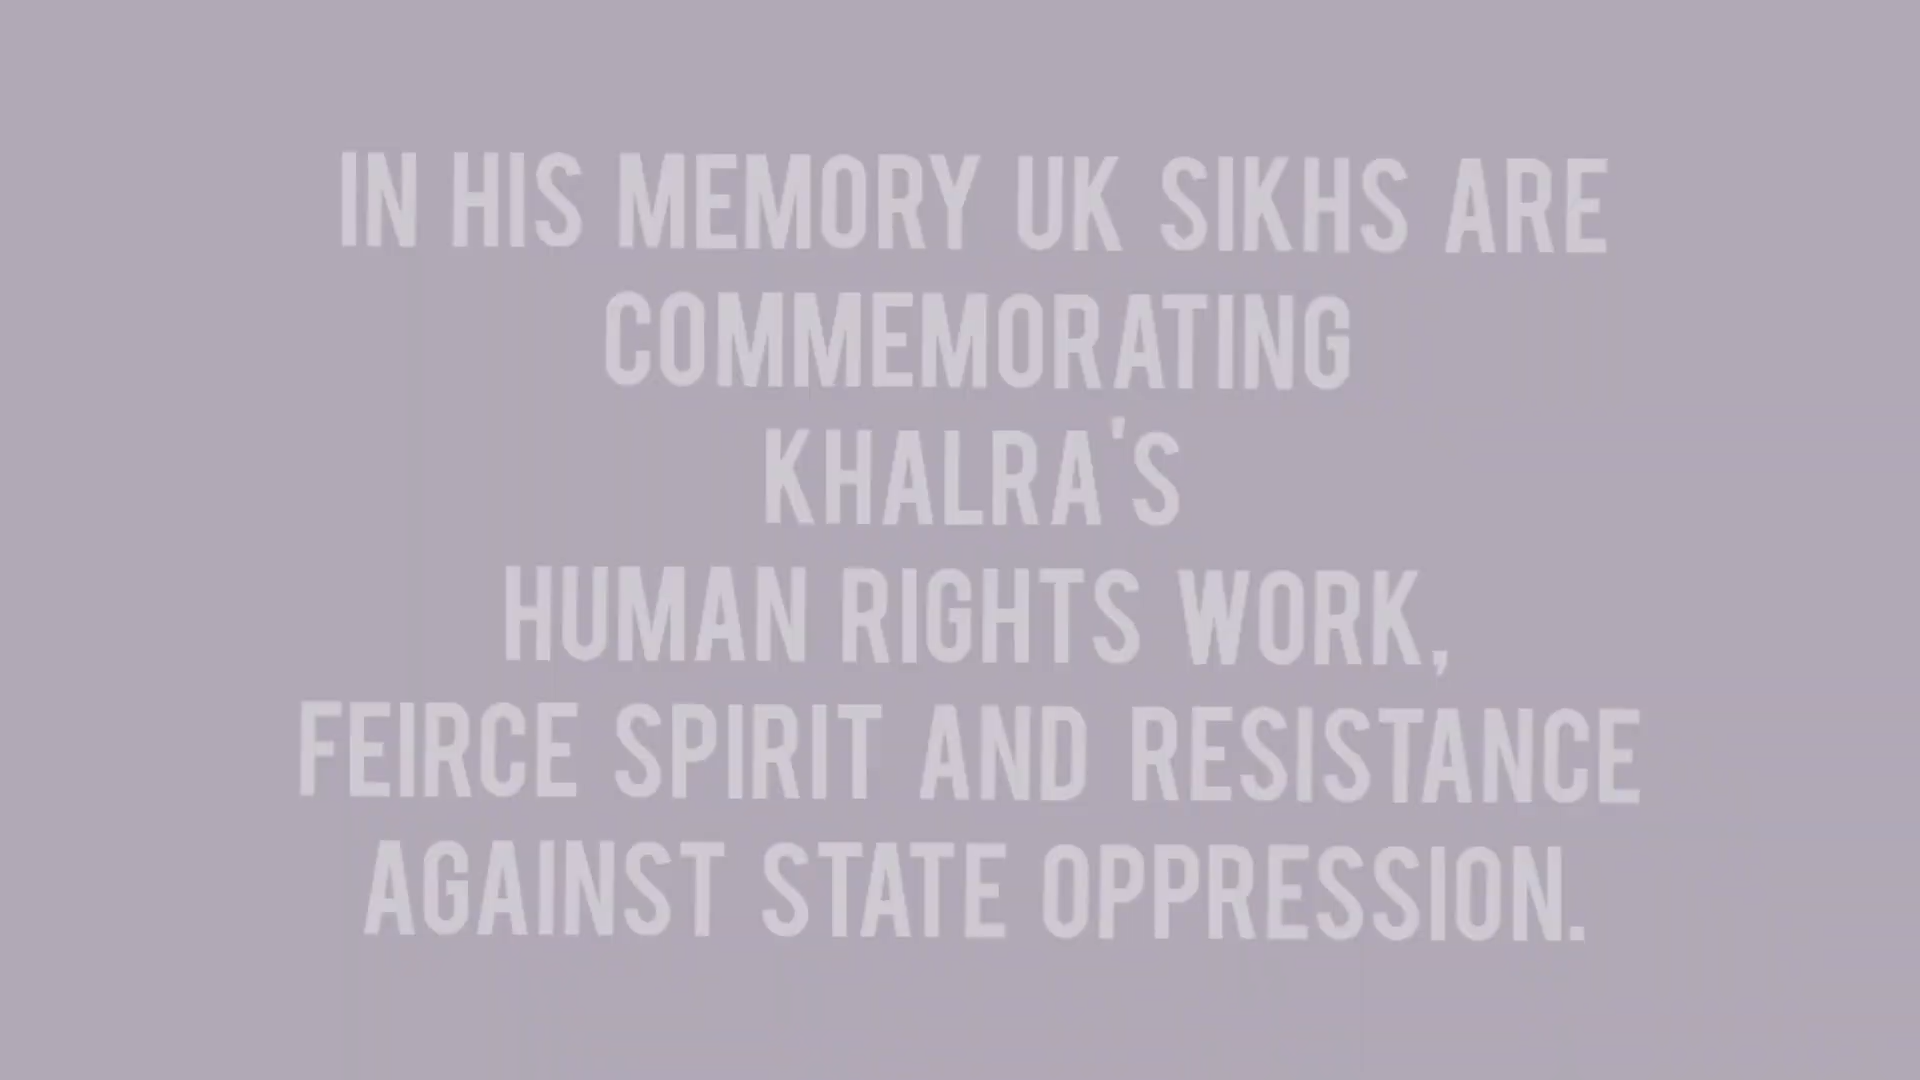 IN HIS MEMORY UK SIKHS ARE
COMMEMORATING
KHALRA'S
HUMAN RIGHTS WORK,
FEIRCE SPIRIT AND RESISTANCE
AGAINST STATE OPPRESSION.